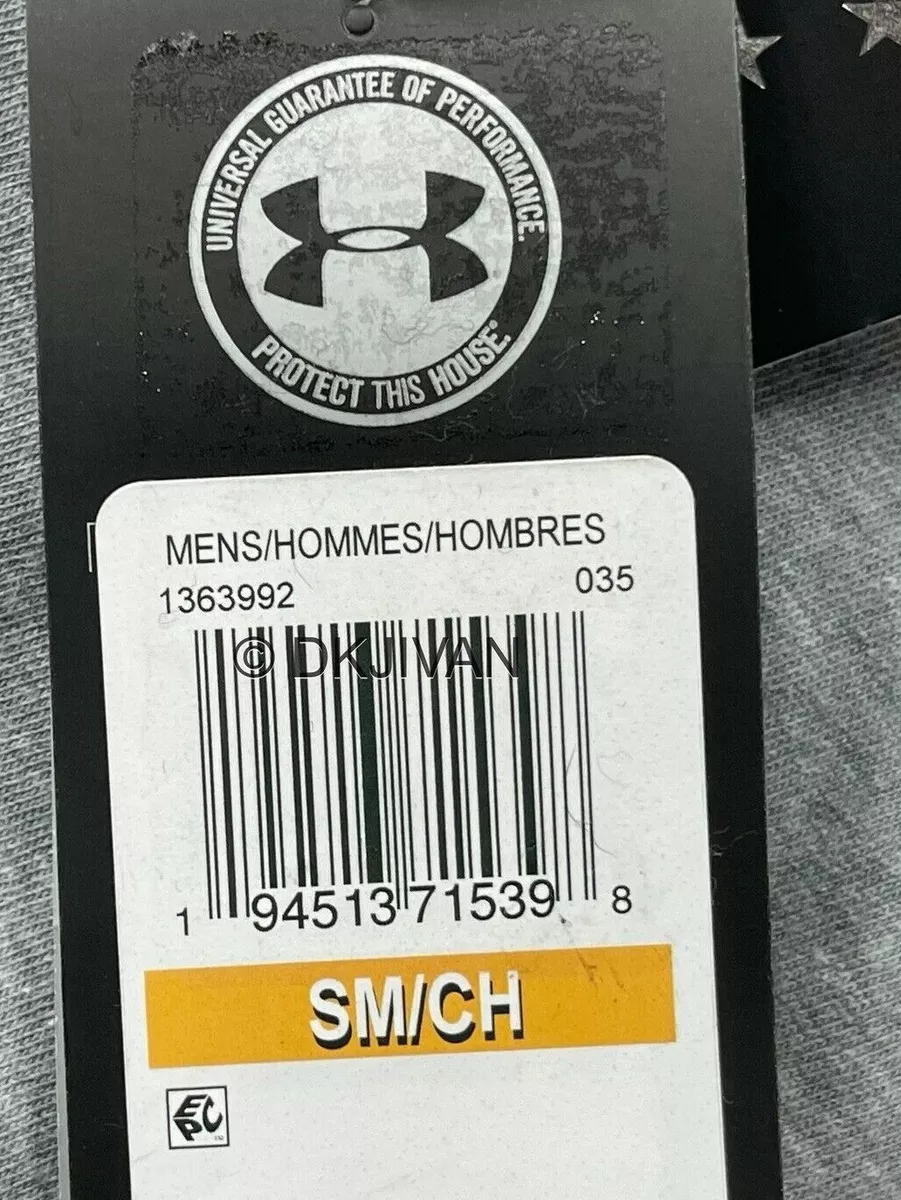 UNIVERSAL GUARANTEE OF PERFORMANCE.
PROTECT THIS HOUSE.®
MENS/HOMMES/HOMBRES
1363992 035
© DKJIVAN
1 94513 71539 8
SM/CH
EPC